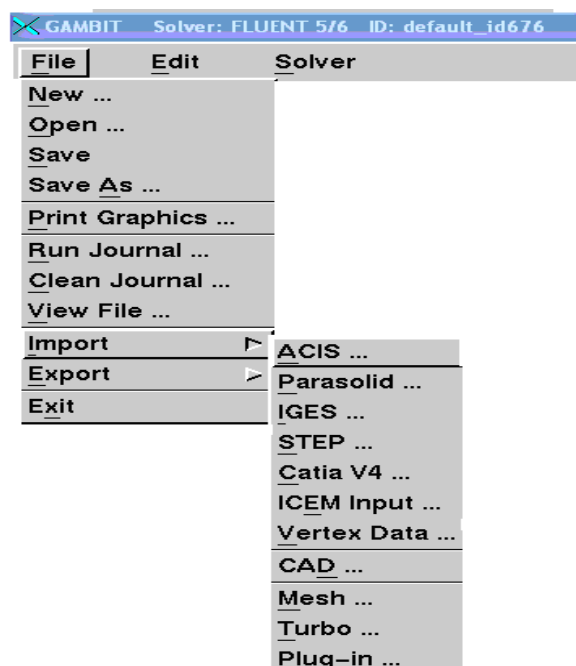 GAMBIT Solver: FLUENT 5/6 ID: default_id676
File Edit Solver
New ...
Open ...
Save
Save As ...
Print Graphics ...
Run Journal ...
Clean Journal ...
View File ...
Import
Export
Exit
ACIS ...
Parasolid ...
IGES ...
STEP ...
Catia V4 ...
ICEM Input ...
Vertex Data ...
CAD ...
Mesh ...
Turbo ...
Plug-in ...